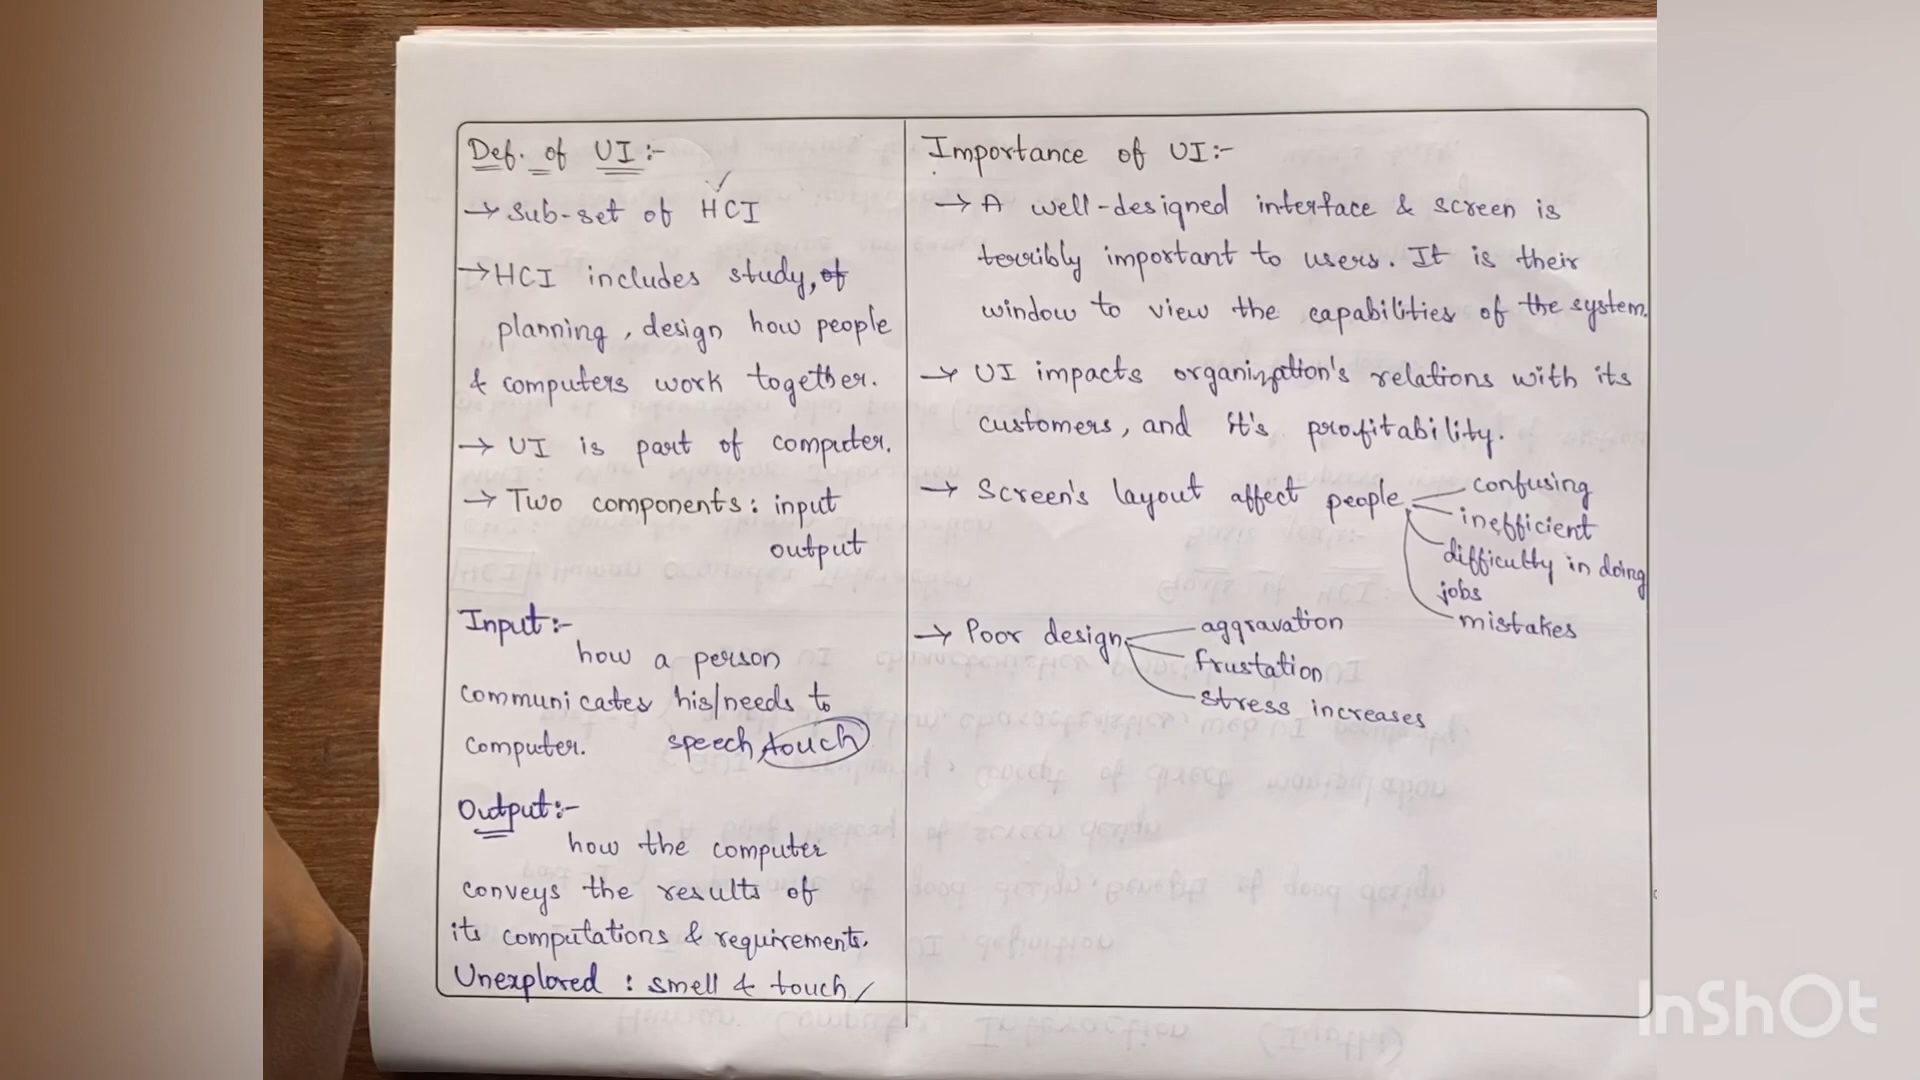 Def. of UI:-
→ Sub-set of HCI
→ HCI includes study, of
planning, design how people
& computers work together.
→ UI is part of computer.
→ Two components: input
output
Input:-
how a person
communicates his/needs to
computer. speech, touch
Output:-
how the computer
conveys the results of
its computations & requirements.
Unexplored : smell & touch
Importance of UI:-
→ A well-designed interface & screen is
terribly important to users. It is their
window to view the capabilities of the system.
→ UI impacts organization's relations with its
customers, and it's profitability.
→ Screen's layout affect people
confusing
inefficient
difficulty in doing
jobs
mistakes
→ Poor design
aggravation
frustation
stress increases
InShOt